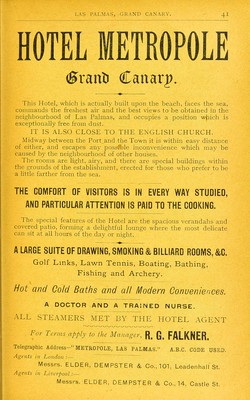 LAS PALMAS, GRAND CANARY. 41
HOTEL METROPOLE
Grand Canary.
This Hotel, which is actually built upon the beach, faces the sea,
commands the freshest air and the best views to be obtained in the
neighbourhood of Las Palmas, and occupies a position which is
exceptionally free from dust.
IT IS ALSO CLOSE TO THE ENGLISH CHURCH.
Midway between the Port and the Town it is within easy distance
of either, and escapes any possible inconvenience which may be
caused by the neighbourhood of other houses.
The rooms are light, airy, and there are special buildings within
the grounds of the establishment, erected for those who prefer to be
a little farther from the sea.
THE COMFORT OF VISITORS IS IN EVERY WAY STUDIED,
AND PARTICULAR ATTENTION IS PAID TO THE COOKING.
The special features of the Hotel are the spacious verandahs and
covered patio, forming a delightful lounge where the most delicate
can sit at all hours of the day or night.
A LARGE SUITE OF DRAWING, SMOKING & BILLIARD ROOMS, &C.
Golf Links, Lawn Tennis, Boating, Bathing,
Fishing and Archery.
Hot and Cold Baths and all Modern Conveniences.
A DOCTOR AND A TRAINED NURSE.
ALL STEAMERS MET BY THE HOTEL AGENT
For Terms apply to the Manager, R. G. FALKNER.
Telegraphic Address—"METROPOLE, LAS PALMAS." A.B.C. CODE USED.
Agents in London:—
Messrs. ELDER, DEMPSTER & Co., 101, Leadenhall St.
Agents in Liverpool:—
Messrs. ELDER, DEMPSTER & Co., 14, Castle St.